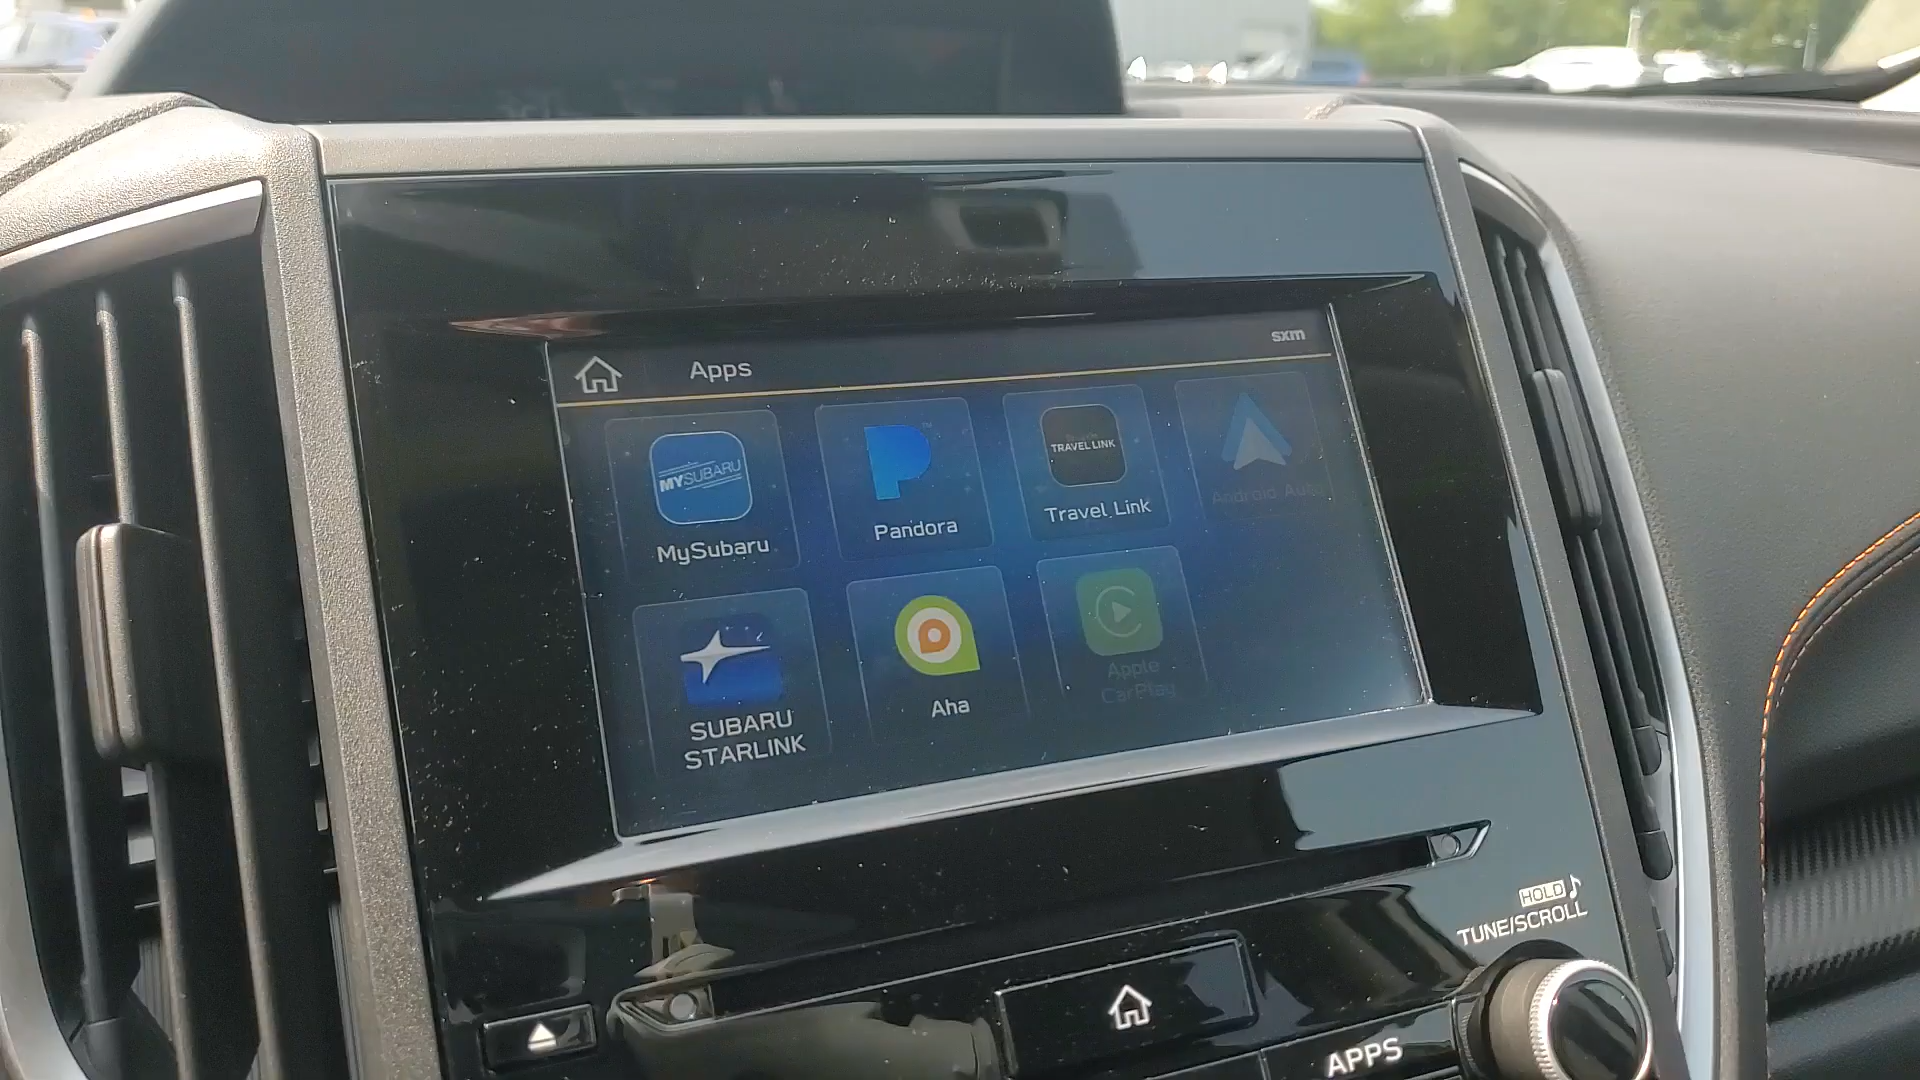 sxm
Apps
MYSUBARU
TRAVEL LINK
MySubaru
Pandora
Travel Link
Android Auto
SUBARU
STARLINK
Aha
Apple
CarPlay
HOLD
TUNE/SCROLL
APPS